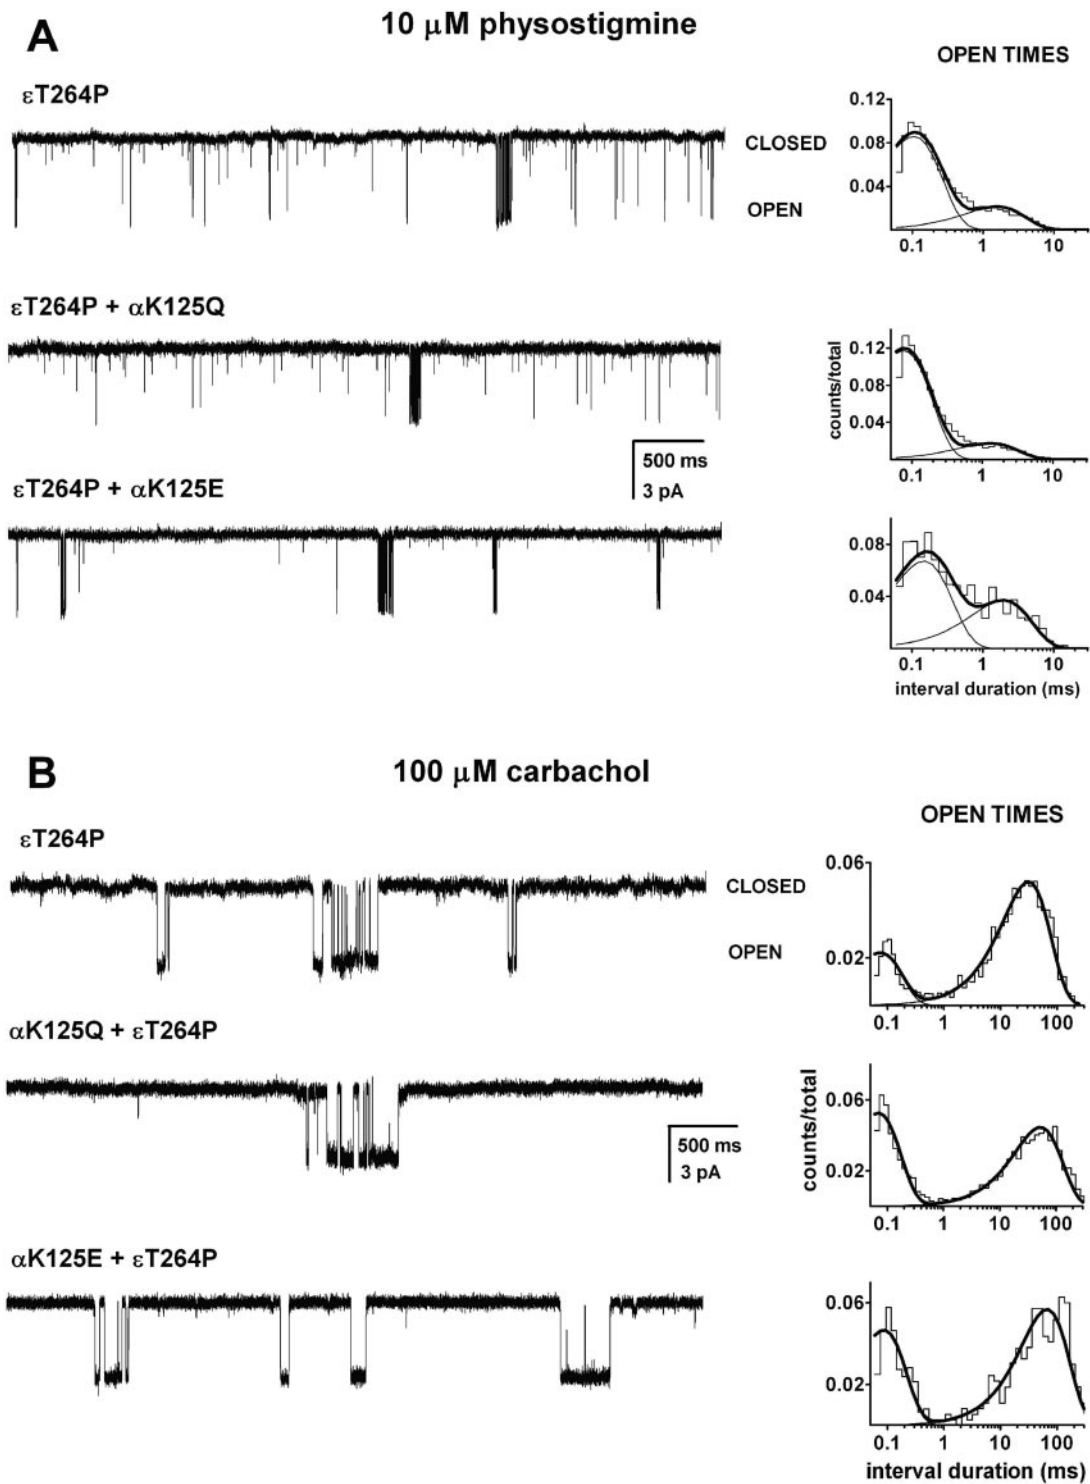 A
10 μM physostigmine
OPEN TIMES
εT264P
CLOSED
OPEN
0.12
0.08
0.04
0.1 1 10
εT264P + αK125Q
500 ms
3 pA
counts/total
0.12
0.08
0.04
0.1 1 10
εT264P + αK125E
0.08
0.04
0.1 1 10
interval duration (ms)
B
100 μM carbachol
OPEN TIMES
εT264P
CLOSED
OPEN
0.06
0.02
0.1 1 10 100
αK125Q + εT264P
500 ms
3 pA
counts/total
0.06
0.02
0.1 1 10 100
αK125E + εT264P
0.06
0.02
0.1 1 10 100
interval duration (ms)